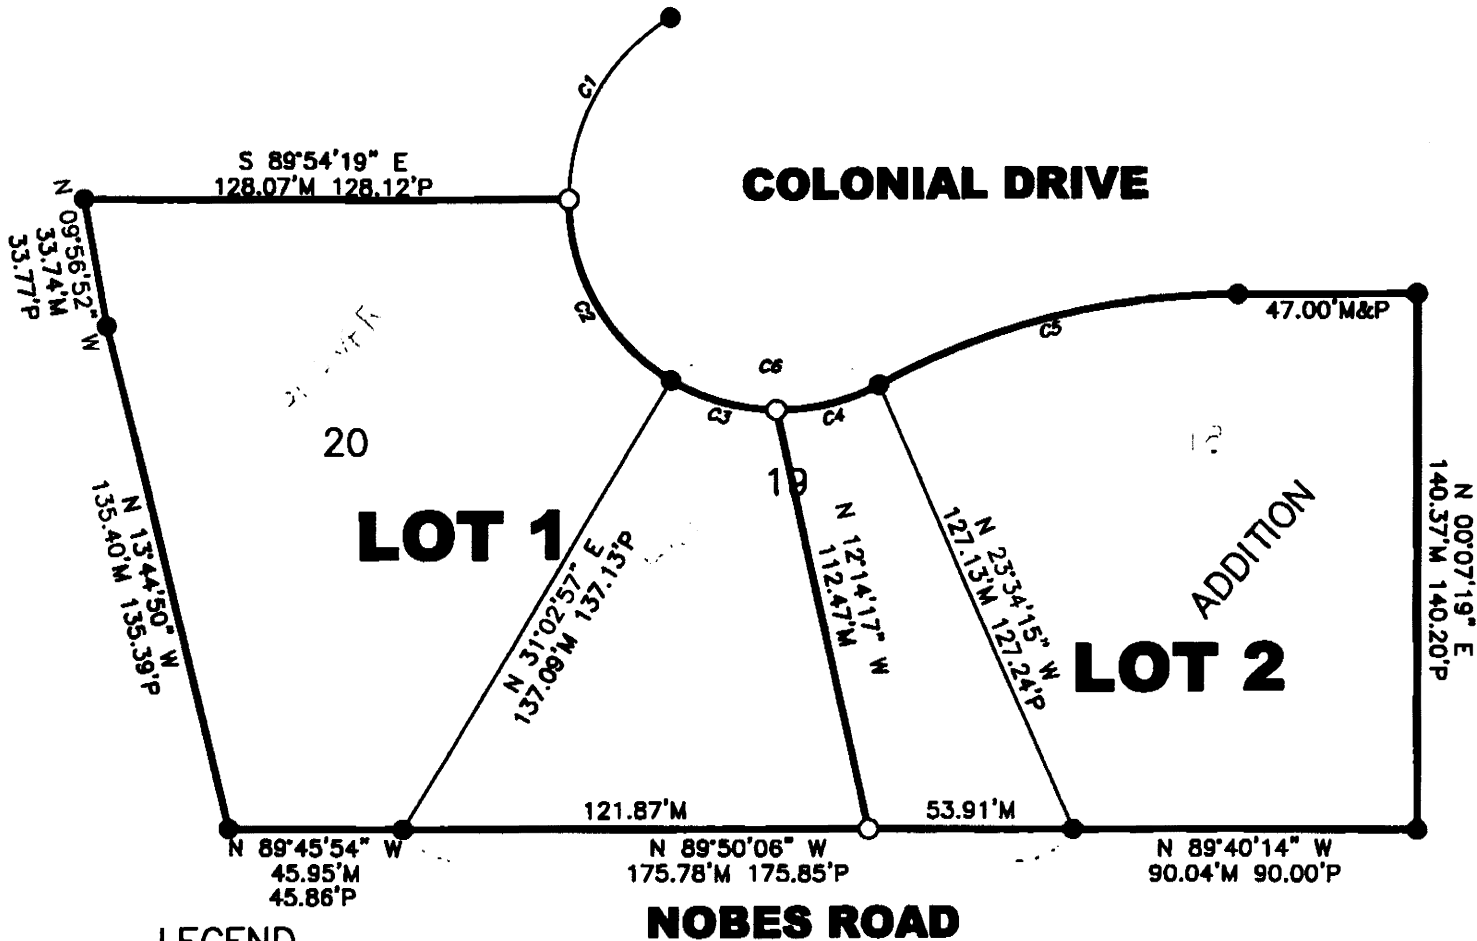 C1
S 89°54'19" E
128.07'M 128.12'P
COLONIAL DRIVE
N 09°56'52" W
33.74'M
33.77'P
C2
C5
47.00'M&P
C6
C3
C4
20
19
LOT 1
N 13°44'50" W
135.40'M 135.39'P
N 31°02'57" E
137.09'M 137.13'P
N 12°14'17" W
112.47'M
N 23°34'15" W
127.13'M 127.24'P
ADDITION
LOT 2
N 00°07'19" E
140.37'M 140.20'P
121.87'M
53.91'M
N 89°45'54" W
45.95'M
45.86'P
N 89°50'06" W
175.78'M 175.85'P
N 89°40'14" W
90.04'M 90.00'P
NOBES ROAD
LEGEND